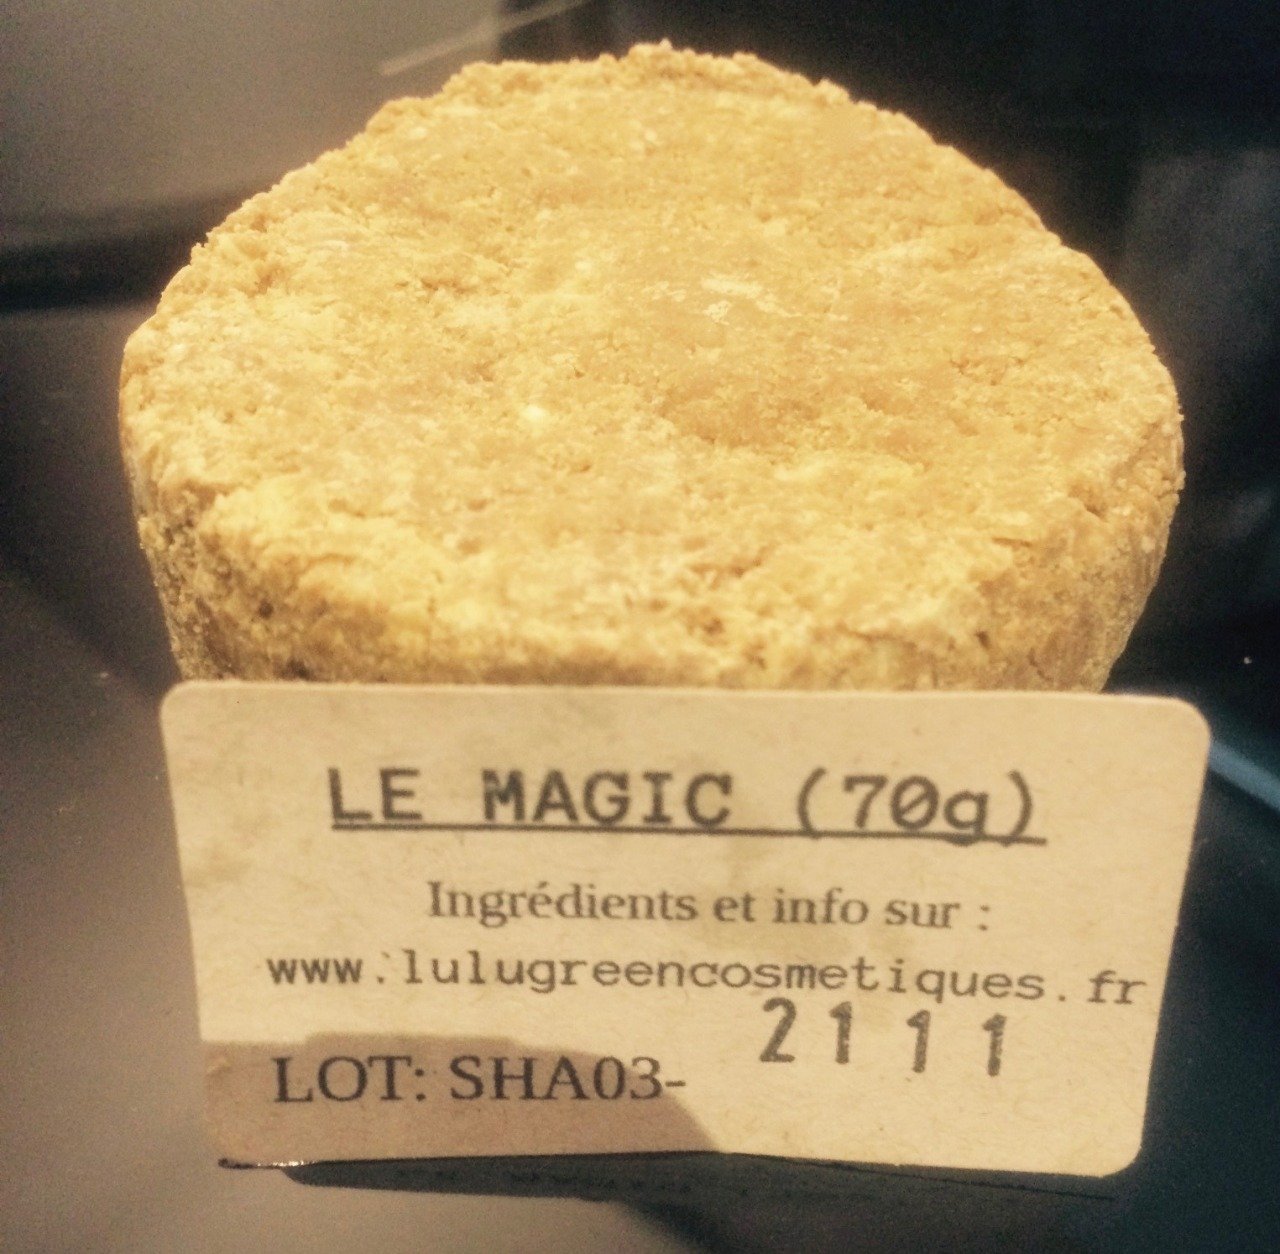 LE MAGIC (70g)
Ingrédients et info sur :
www.lulugreencosmetiques.fr
2111
LOT: SHA03-